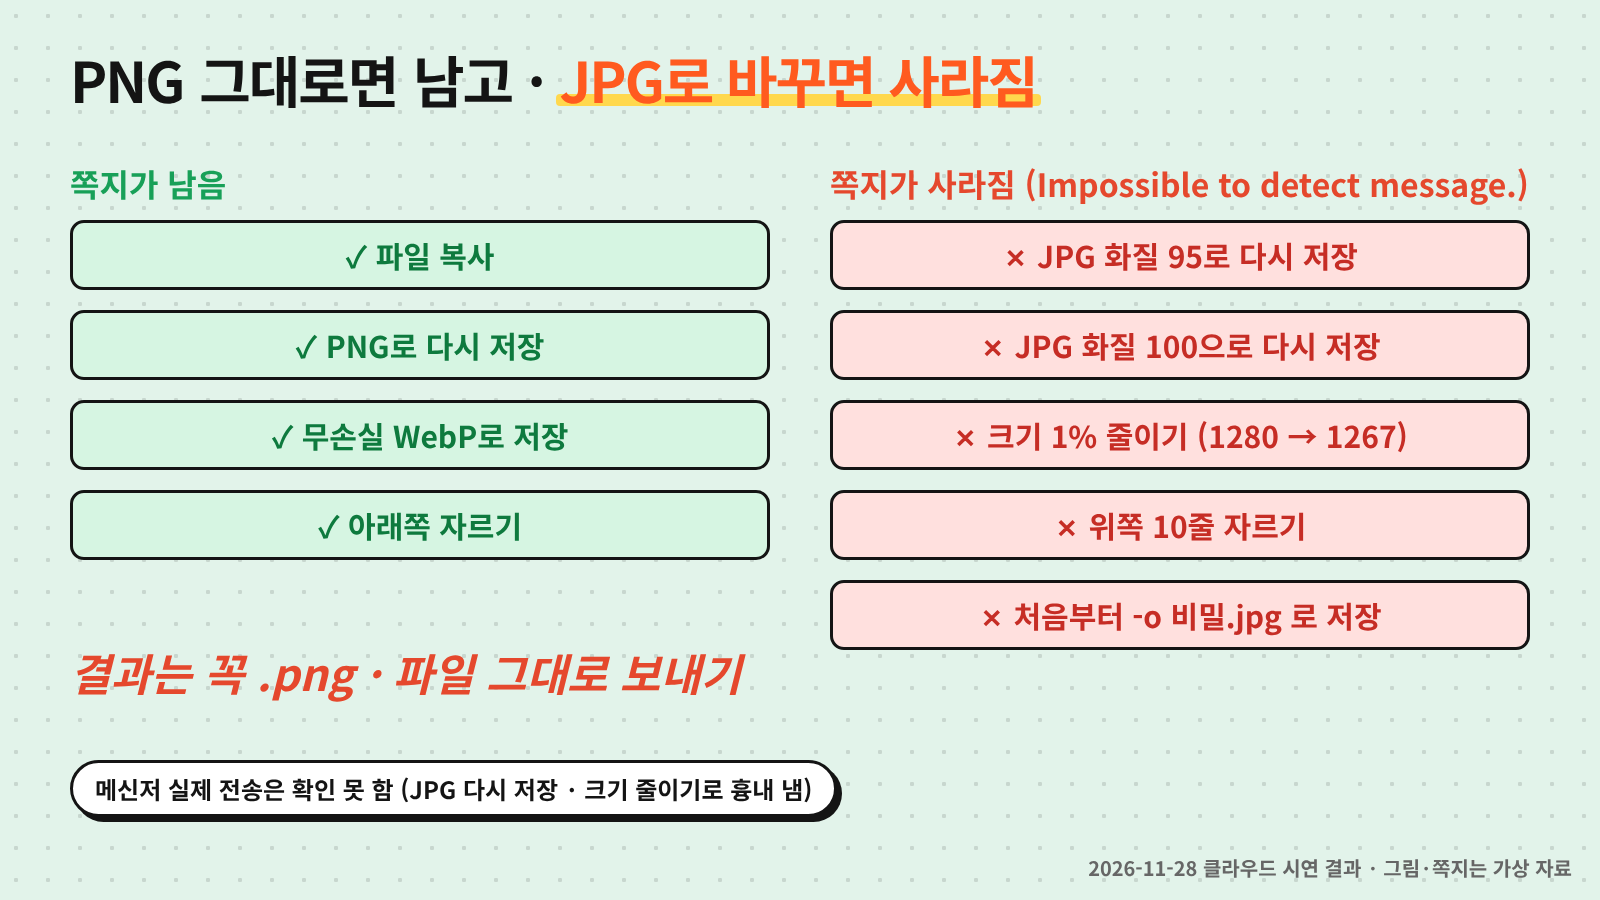 PNG 그대로면 남고 · JPG로 바꾸면 사라짐
쪽지가 남음
✓ 파일 복사
✓ PNG로 다시 저장
✓ 무손실 WebP로 저장
✓ 아래쪽 자르기
쪽지가 사라짐 (Impossible to detect message.)
× JPG 화질 95로 다시 저장
× JPG 화질 100으로 다시 저장
× 크기 1% 줄이기 (1280 → 1267)
× 위쪽 10줄 자르기
× 처음부터 -o 비밀.jpg 로 저장
결과는 꼭 .png · 파일 그대로 보내기
메신저 실제 전송은 확인 못 함 (JPG 다시 저장 · 크기 줄이기로 흉내 냄)
2026-11-28 클라우드 시연 결과 · 그림·쪽지는 가상 자료